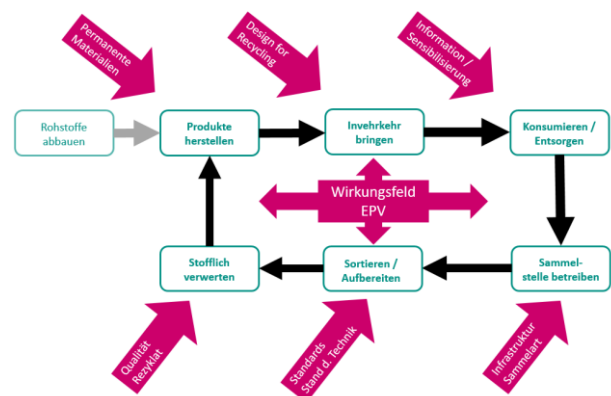 Permanente
Materialien
Design for
Recycling
Information /
Sensibilisierung
Rohstoffe
abbauen
Produkte
herstellen
Invehrkehr
bringen
Konsumieren /
Entsorgen
Wirkungsfeld
EPV
Stofflich
verwerten
Sortieren /
Aufbereiten
Sammel-
stelle betreiben
Qualität
Rezyklat
Standards
Stand d. Technik
Infrastruktur
Sammelart